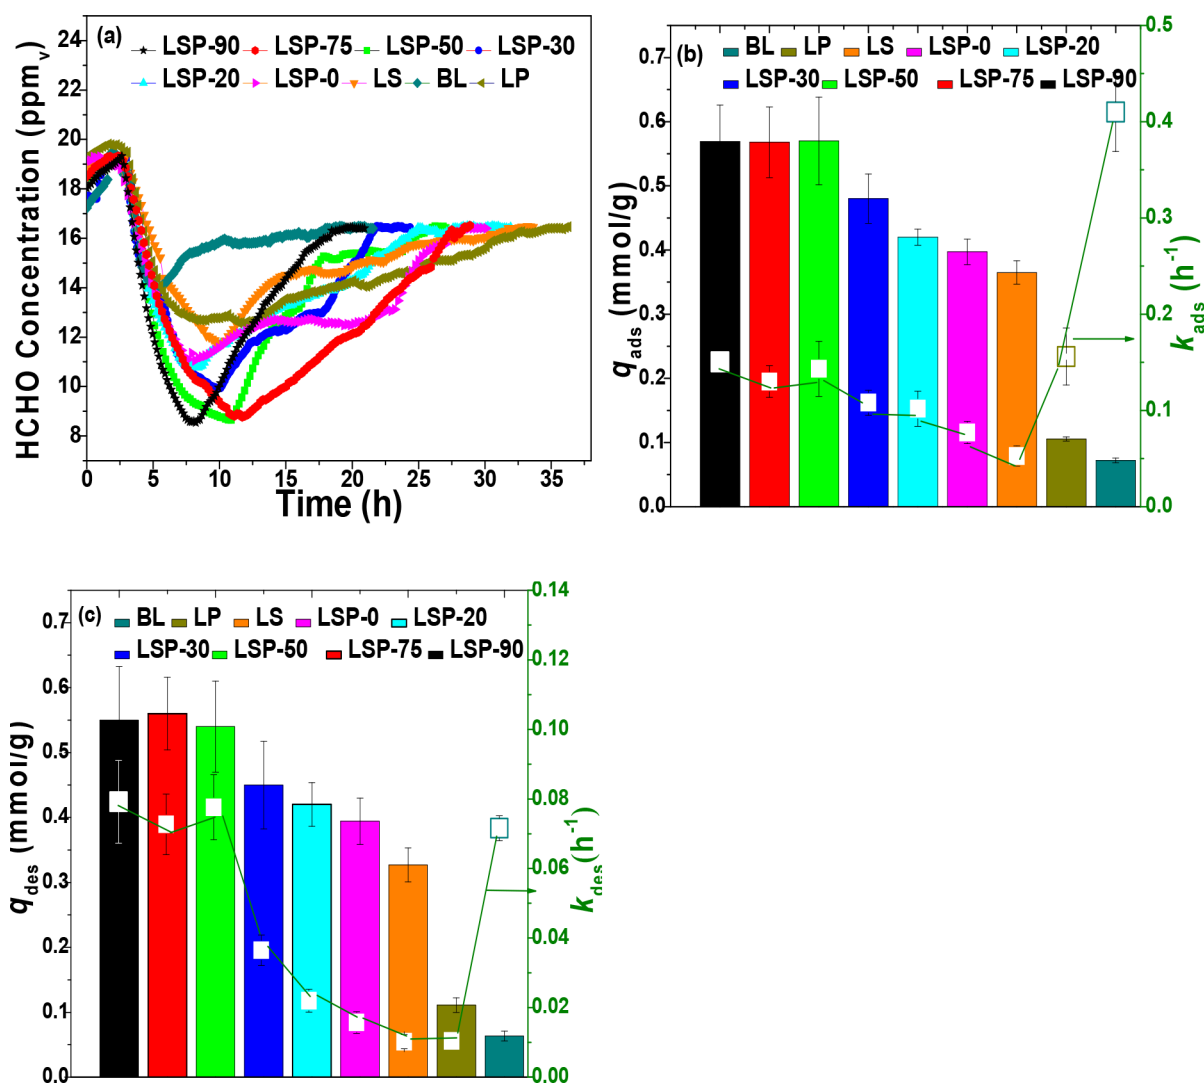 (a)
LSP-90 LSP-75 LSP-50 LSP-30
LSP-20 LSP-0 LS BL LP
HCHO Concentration (ppmv)
24
22
20
18
16
14
12
10
8
0 5 10 15 20 25 30 35
Time (h)
(b)
BL LP LS LSP-0 LSP-20
LSP-30 LSP-50 LSP-75 LSP-90
qads (mmol/g)
0.7
0.6
0.5
0.4
0.3
0.2
0.1
0.0
0.5
0.4
0.3
0.2
0.1
0.0
kads (h-1)
(c)
BL LP LS LSP-0 LSP-20
LSP-30 LSP-50 LSP-75 LSP-90
qdes (mmol/g)
0.7
0.6
0.5
0.4
0.3
0.2
0.1
0.0
0.14
0.12
0.10
0.08
0.06
0.04
0.02
0.00
kdes (h-1)